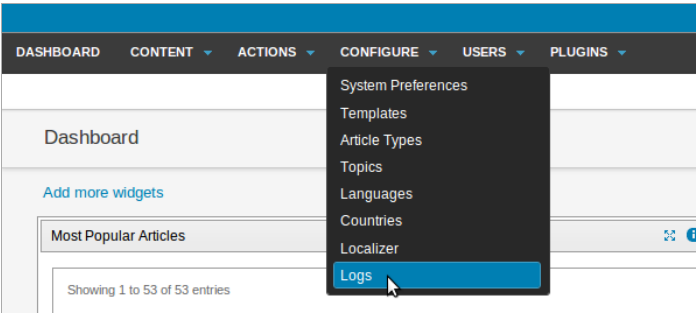 DASHBOARD CONTENT ACTIONS CONFIGURE USERS PLUGINS
System Preferences
Templates
Article Types
Topics
Languages
Countries
Localizer
Logs
Dashboard
Add more widgets
Most Popular Articles
Showing 1 to 53 of 53 entries